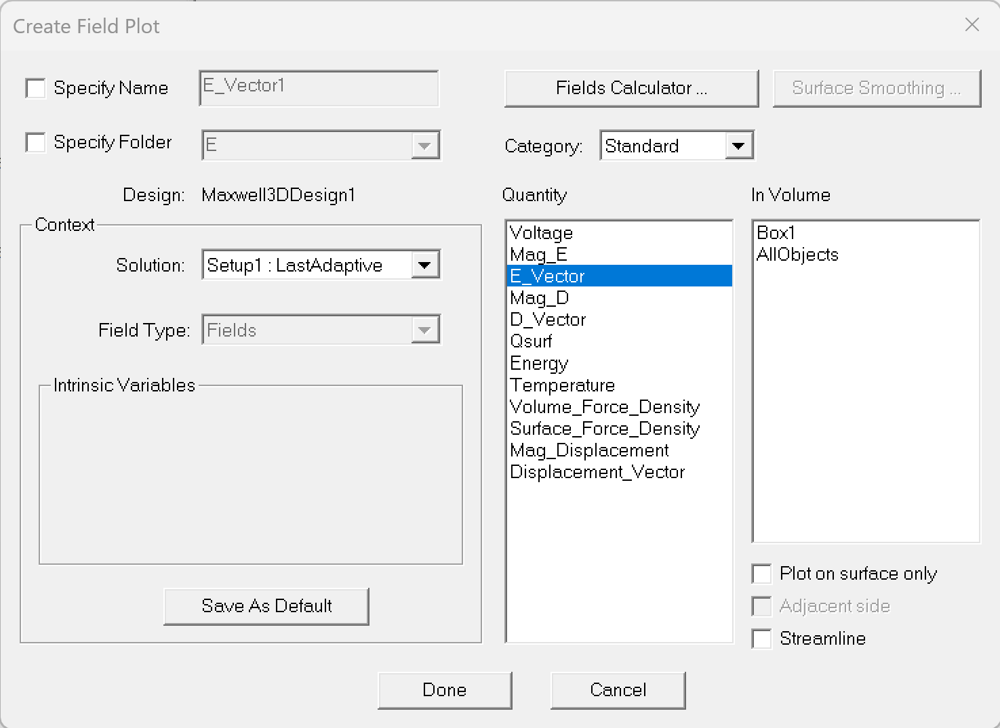 Create Field Plot
Specify Name
E_Vector1
Fields Calculator ...
Surface Smoothing ...
Specify Folder
E
Category:
Standard
Design:
Maxwell3DDesign1
Quantity
In Volume
Context
Solution:
Setup1 : LastAdaptive
Field Type:
Fields
Intrinsic Variables
Save As Default
Voltage
Mag_E
E_Vector
Mag_D
D_Vector
Qsurf
Energy
Temperature
Volume_Force_Density
Surface_Force_Density
Mag_Displacement
Displacement_Vector
Box1
AllObjects
Plot on surface only
Adjacent side
Streamline
Done
Cancel